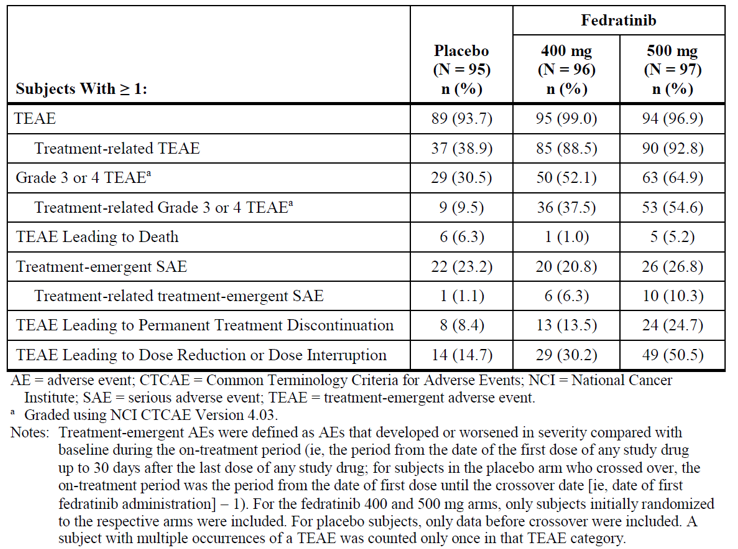 Fedratinib
Placebo 400 mg 500 mg
(N = 95) (N = 96) (N = 97)
Subjects With ≥ 1: n (%) n (%) n (%)
TEAE 89 (93.7) 95 (99.0) 94 (96.9)
Treatment-related TEAE 37 (38.9) 85 (88.5) 90 (92.8)
Grade 3 or 4 TEAEa 29 (30.5) 50 (52.1) 63 (64.9)
Treatment-related Grade 3 or 4 TEAEa 9 (9.5) 36 (37.5) 53 (54.6)
TEAE Leading to Death 6 (6.3) 1 (1.0) 5 (5.2)
Treatment-emergent SAE 22 (23.2) 20 (20.8) 26 (26.8)
Treatment-related treatment-emergent SAE 1 (1.1) 6 (6.3) 10 (10.3)
TEAE Leading to Permanent Treatment Discontinuation 8 (8.4) 13 (13.5) 24 (24.7)
TEAE Leading to Dose Reduction or Dose Interruption 14 (14.7) 29 (30.2) 49 (50.5)
AE = adverse event; CTCAE = Common Terminology Criteria for Adverse Events; NCI = National Cancer
Institute; SAE = serious adverse event; TEAE = treatment-emergent adverse event.
a Graded using NCI CTCAE Version 4.03.
Notes: Treatment-emergent AEs were defined as AEs that developed or worsened in severity compared with
baseline during the on-treatment period (ie, the period from the date of the first dose of any study drug
up to 30 days after the last dose of any study drug; for subjects in the placebo arm who crossed over, the
on-treatment period was the period from the date of first dose until the crossover date [ie, date of first
fedratinib administration] – 1). For the fedratinib 400 and 500 mg arms, only subjects initially randomized
to the respective arms were included. For placebo subjects, only data before crossover were included. A
subject with multiple occurrences of a TEAE was counted only once in that TEAE category.